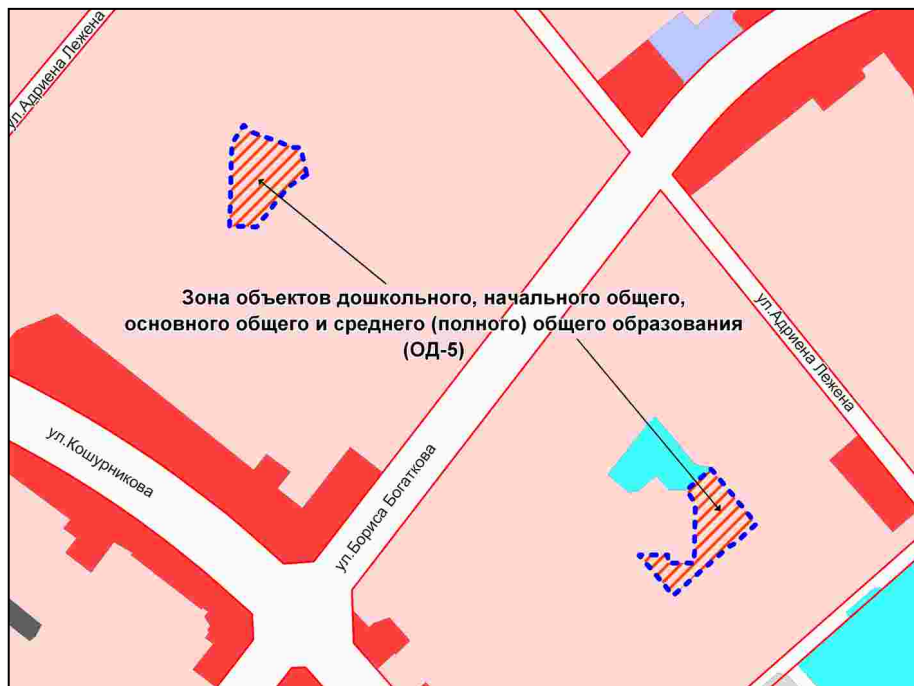 ул.Адриена Лежена
Зона объектов дошкольного, начального общего,
основного общего и среднего (полного) общего образования
(ОД-5)
ул.Адриена Лежена
ул.Кошурникова
ул.Бориса Богаткова